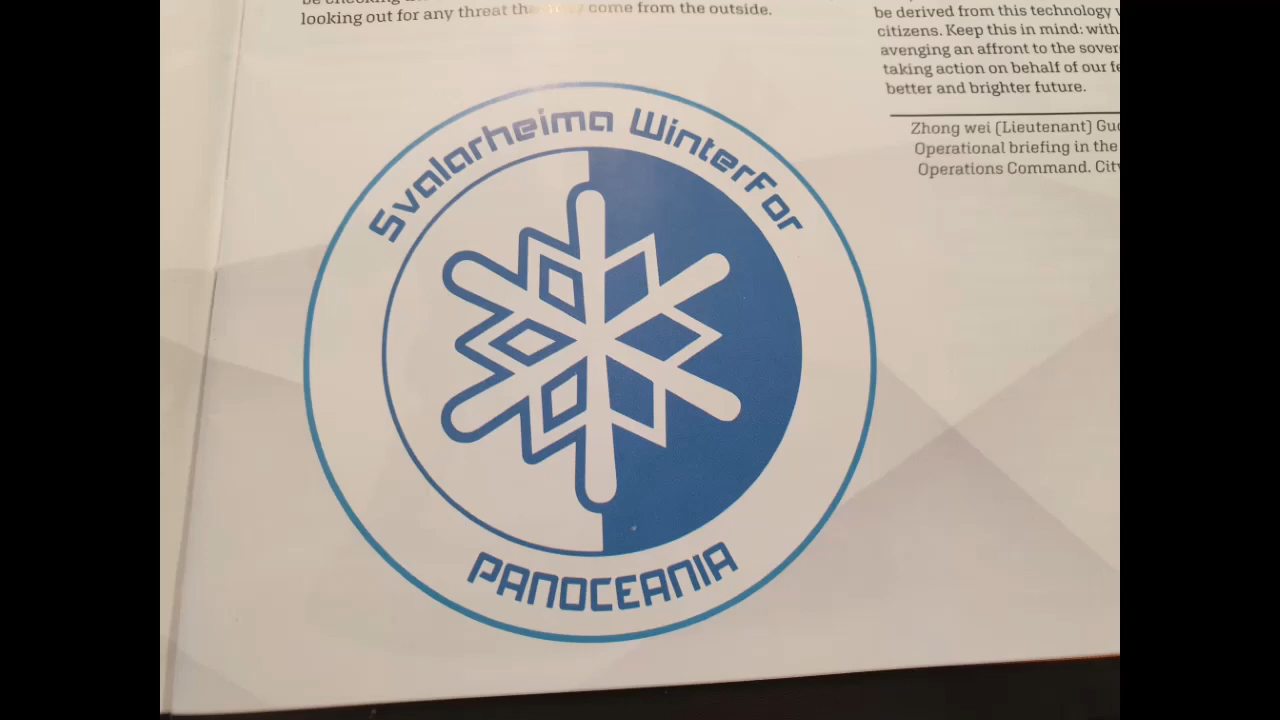 looking out for any threat that may come from the outside.
Svalarheima WinterFor
PANOCEANIA
be derived from this technology
citizens. Keep this in mind: with
avenging an affront to the
taking action on behalf of our
better and brighter future.
Zhong wei (Lieutenant)
Operational briefing in the
Operations Command.